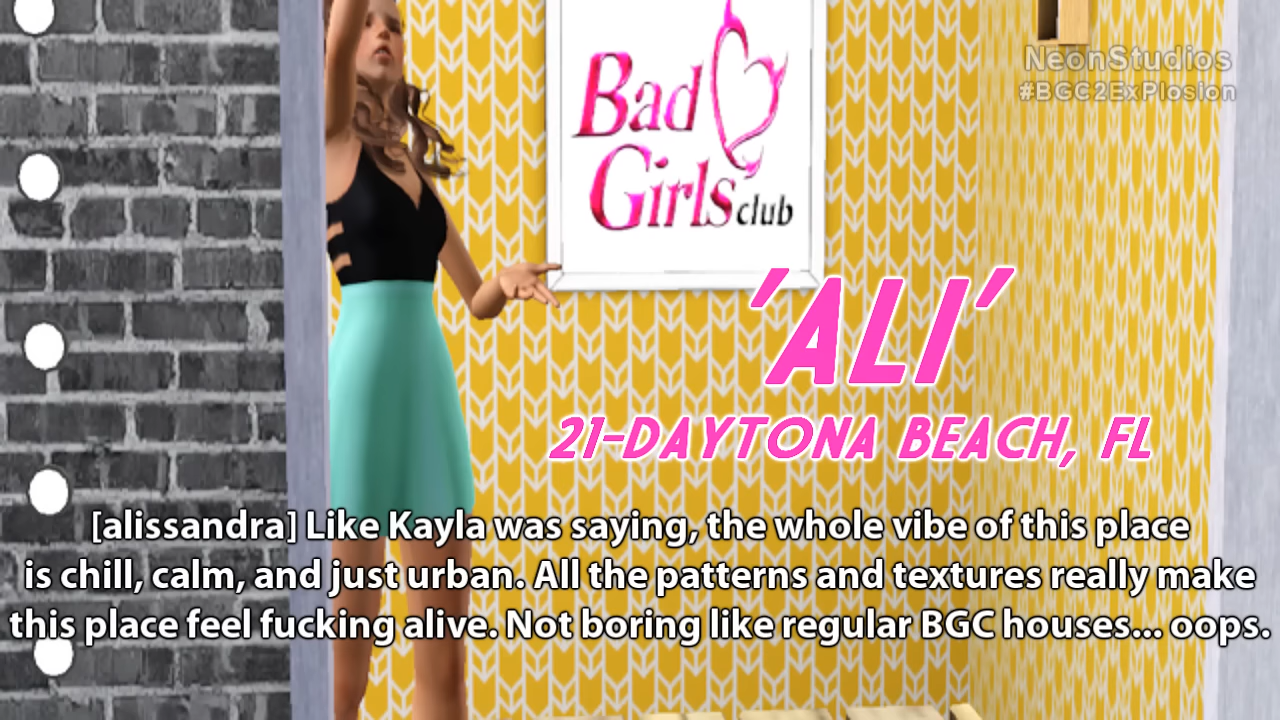 NeonStudios
#BGC2ExPlosion
Bad
Girls club
'ALI'
21-DAYTONA BEACH, FL
[alissandra] Like Kayla was saying, the whole vibe of this place
is chill, calm, and just urban. All the patterns and textures really make
this place feel fucking alive. Not boring like regular BGC houses... oops.